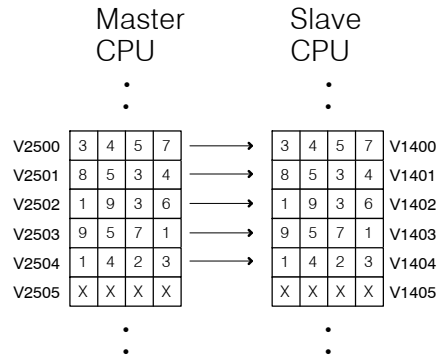 Master Slave
CPU CPU
V2500 3 4 5 7 3 4 5 7 V1400
V2501 8 5 3 4 8 5 3 4 V1401
V2502 1 9 3 6 1 9 3 6 V1402
V2503 9 5 7 1 9 5 7 1 V1403
V2504 1 4 2 3 1 4 2 3 V1404
V2505 X X X X X X X X V1405